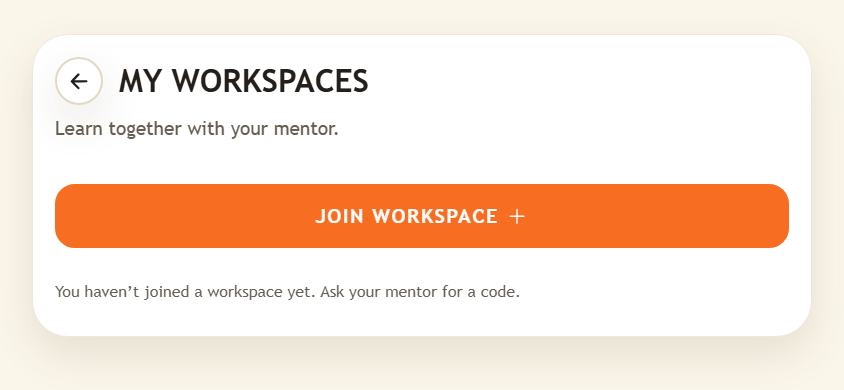 MY WORKSPACES
Learn together with your mentor.
JOIN WORKSPACE +
You haven’t joined a workspace yet. Ask your mentor for a code.